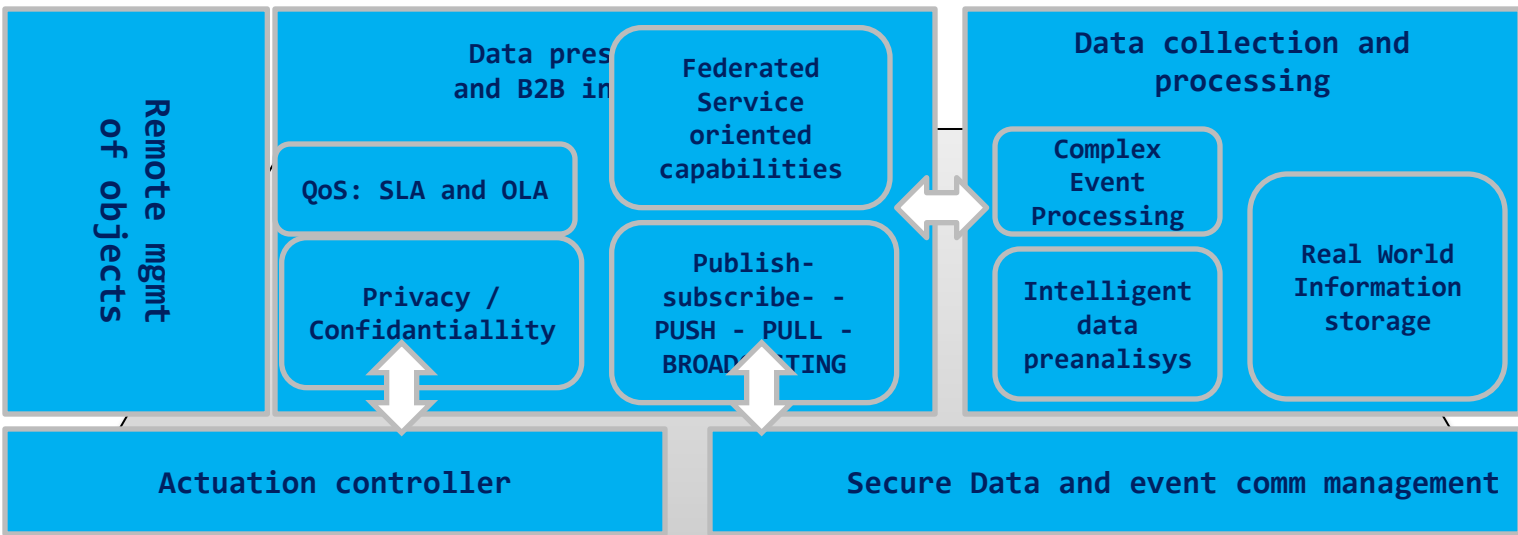 Remote mgmt
of objects
Data pres
and B2B in
Federated
Service
oriented
capabilities
QoS: SLA and OLA
Privacy /
Confidantiallity
Publish-
subscribe- -
PUSH - PULL -
BROAD TING
Data collection and
processing
Complex
Event
Processing
Intelligent
data
preanalisys
Real World
Information
storage
Actuation controller
Secure Data and event comm management